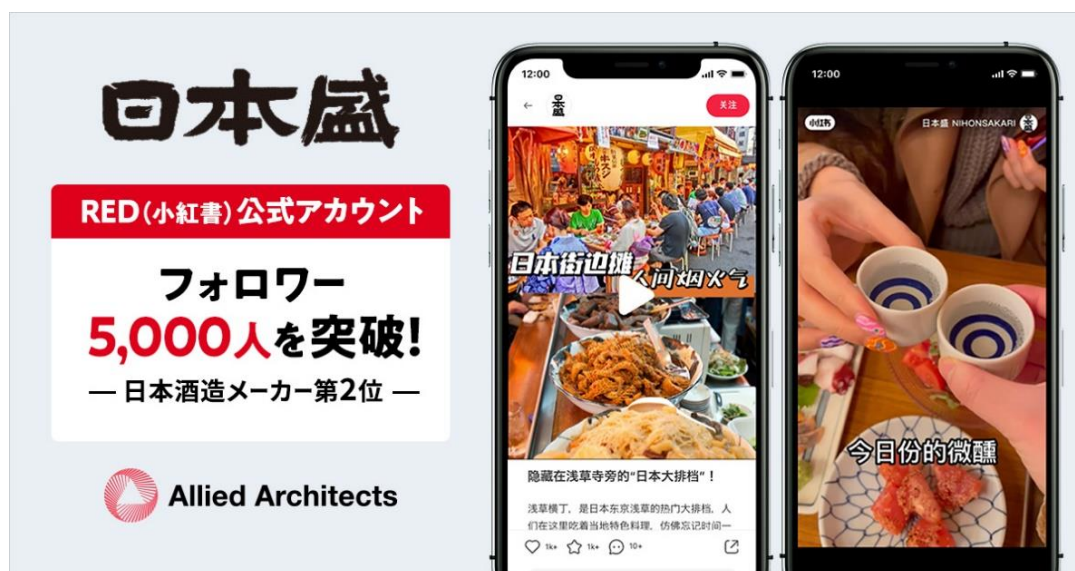 日本盛
RED(小紅書)公式アカウント
フォロワー
5,000人を突破!
― 日本酒造メーカー第2位 ―
Allied Architects
12:00
日本盛
关注
日本街边摊
人间烟火气
隐藏在浅草寺旁的“日本大排档”！
浅草横丁，是日本东京浅草的热门大排档，人
们在这里吃着当地特色料理，仿佛忘记时间一
1k+ 1k+ 10+
12:00
小红书
日本盛 NIHONSAKARI
今日份的微醺